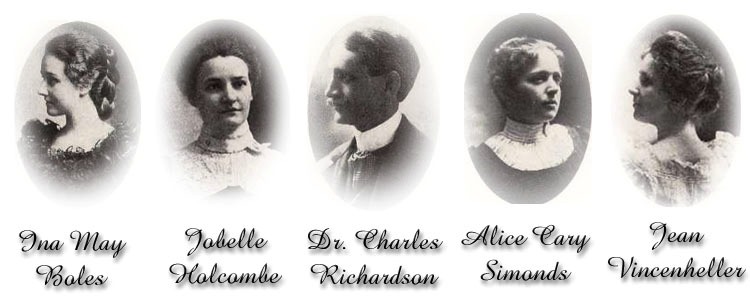 Ina May
Boles
Jobelle
Holcombe
Dr. Charles
Richardson
Alice Cary
Simonds
Jean
Vincenheller